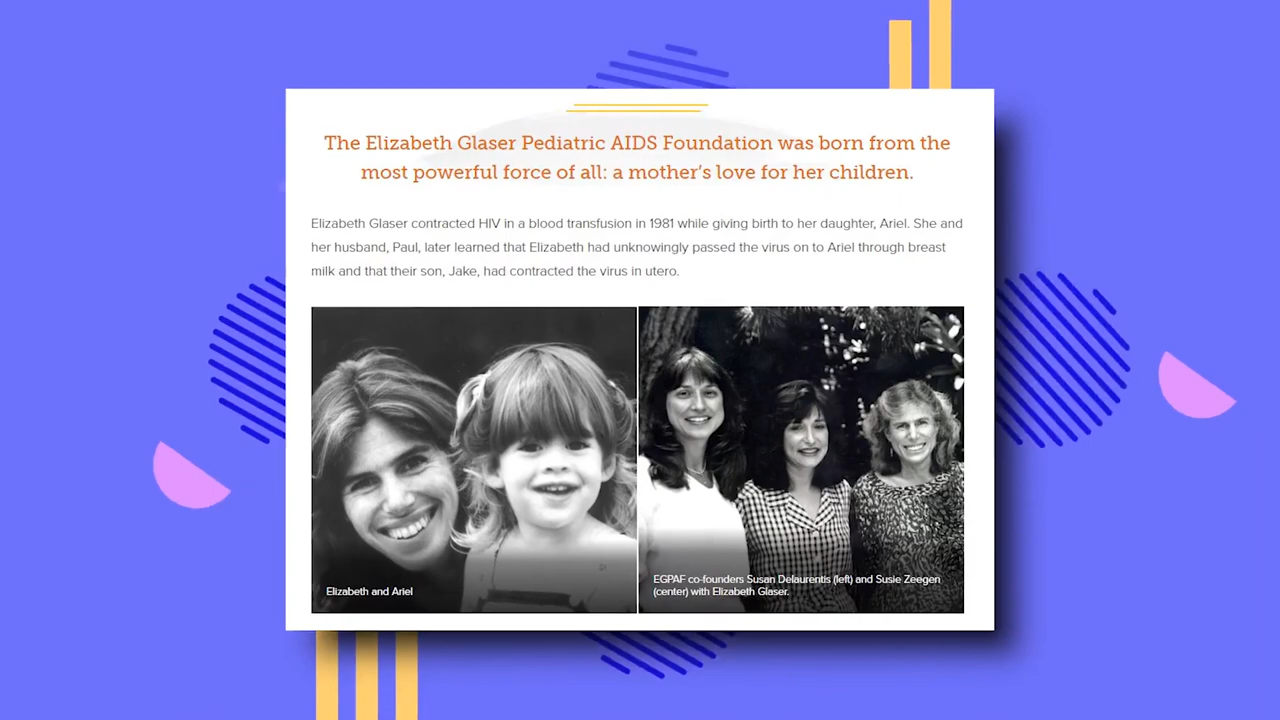 The Elizabeth Glaser Pediatric AIDS Foundation was born from the
most powerful force of all: a mother's love for her children.
Elizabeth Glaser contracted HIV in a blood transfusion in 1981 while giving birth to her daughter, Ariel. She and
her husband, Paul, later learned that Elizabeth had unknowingly passed the virus on to Ariel through breast
milk and that their son, Jake, had contracted the virus in utero.
Elizabeth and Ariel
EGPAF co-founders Susan Delaurentis (left) and Susie Zeegen
(center) with Elizabeth Glaser.